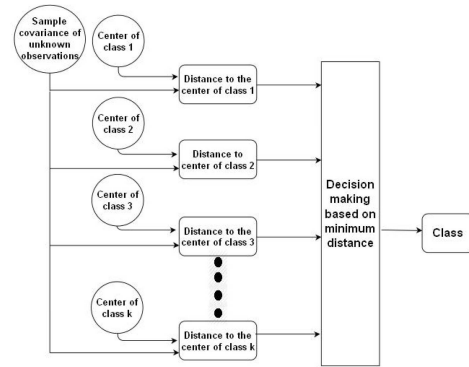 Sample
covariance of
unknown
observations
Center of
class 1
Distance to the
center of class 1
Center of
class 2
Distance to
center of class 2
Center of
class 3
Distance to the
center of class 3
Center of
class k
Distance to the
center of class k
Decision
making
based on
minimum
distance
Class